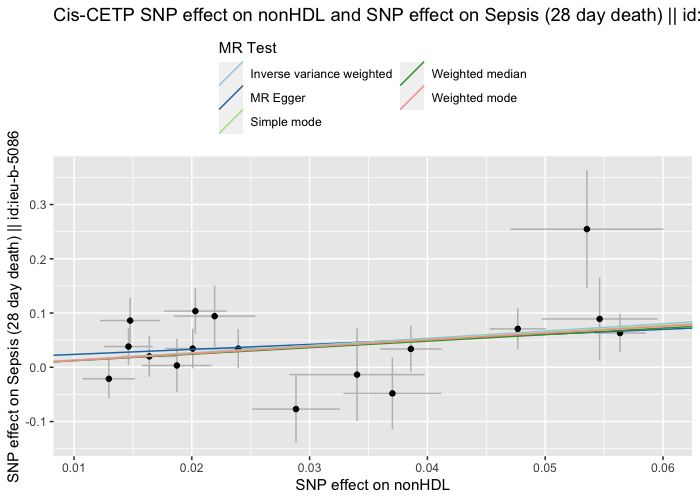 Cis-CETP SNP effect on nonHDL and SNP effect on Sepsis (28 day death) || id:
MR Test
Inverse variance weighted
Weighted median
MR Egger
Weighted mode
Simple mode
SNP effect on Sepsis (28 day death) || id:ieu-b-5086
0.3
0.2
0.1
0.0
-0.1
0.01 0.02 0.03 0.04 0.05 0.06
SNP effect on nonHDL